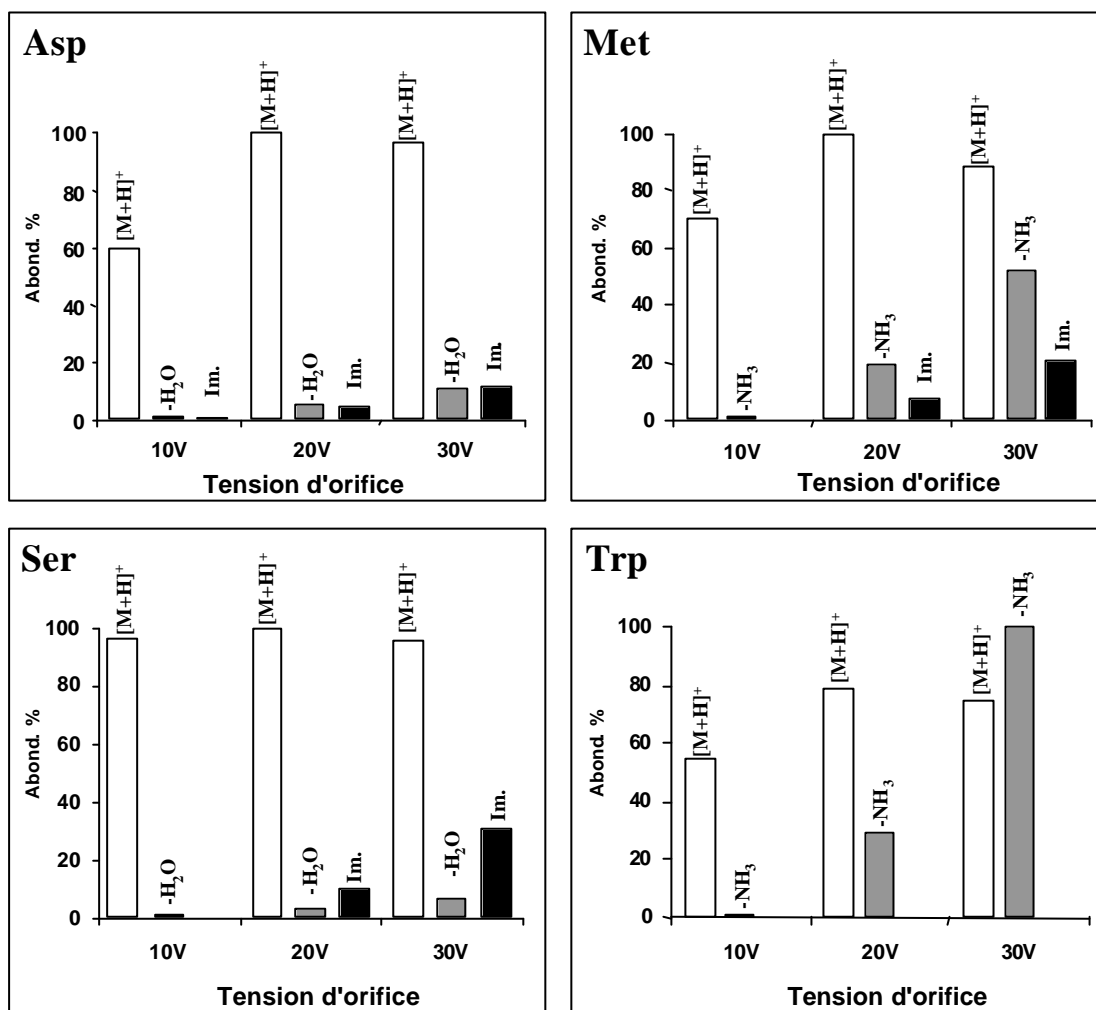 Asp
[M+H]⁺ [M+H]⁺ [M+H]⁺
-H₂O Im. -H₂O Im. -H₂O Im.
Abond. %
100
80
60
40
20
0
10V 20V 30V
Tension d'orifice
Met
[M+H]⁺ [M+H]⁺ [M+H]⁺
-NH₃ -NH₃ Im. -NH₃ Im.
Abond. %
100
80
60
40
20
0
10V 20V 30V
Tension d'orifice
Ser
[M+H]⁺ [M+H]⁺ [M+H]⁺
-H₂O -H₂O Im. -H₂O Im.
Abond. %
100
80
60
40
20
0
10V 20V 30V
Tension d'orifice
Trp
[M+H]⁺ [M+H]⁺ [M+H]⁺
-NH₃ -NH₃ -NH₃
Abond. %
100
80
60
40
20
0
10V 20V 30V
Tension d'orifice